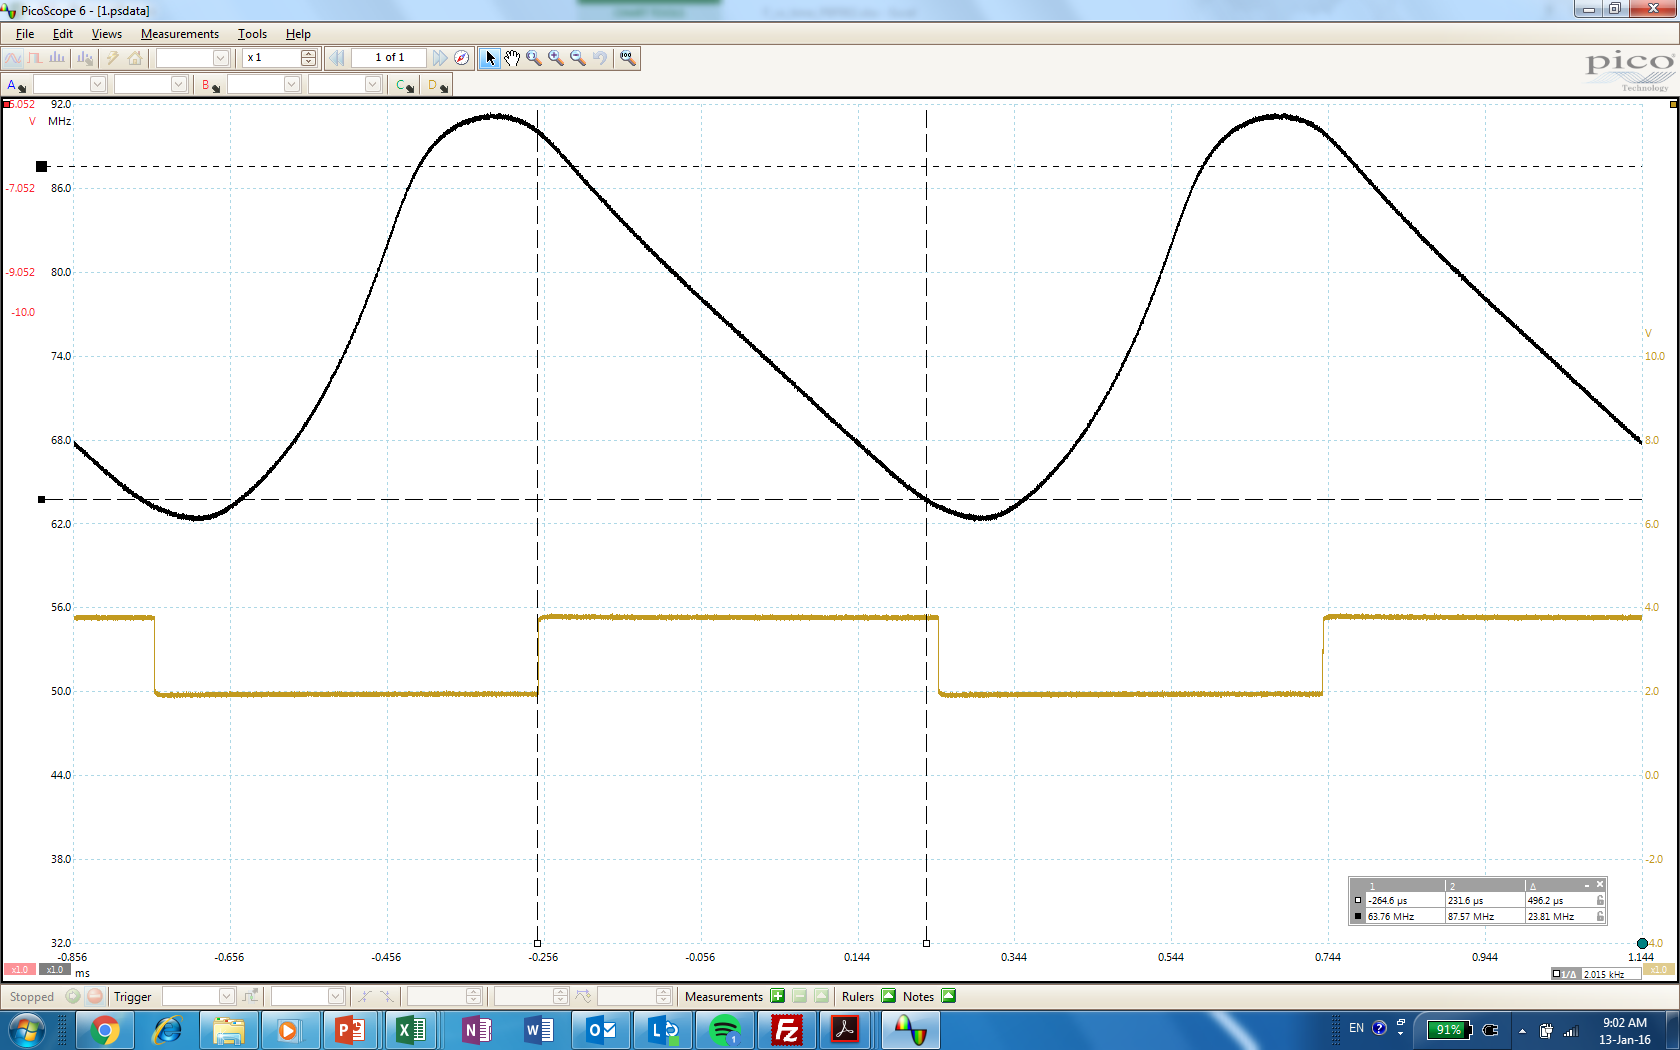 PicoScope 6 - [1.psdata]
File Edit Views Measurements Tools Help
x 1 1 of 1
pico
Technology
A B C D
92.0
V MHz
-7.052 86.0
-9.052 80.0
-10.0
V
74.0 10.0
68.0 8.0
62.0 6.0
56.0 4.0
50.0 2.0
44.0 0.0
38.0 -2.0
1 2 Δ
-264.6 µs 231.6 µs 496.2 µs
63.76 MHz 87.57 MHz 23.81 MHz
32.0 -4.0
-0.856 -0.656 -0.456 -0.256 -0.056 0.144 0.344 0.544 0.744 0.944 1.144
x1.0 x1.0 ms 1/Δ 2.015 kHz x1.0
Stopped Trigger Measurements Rulers Notes
EN 91% 9:02 AM
13-Jan-16